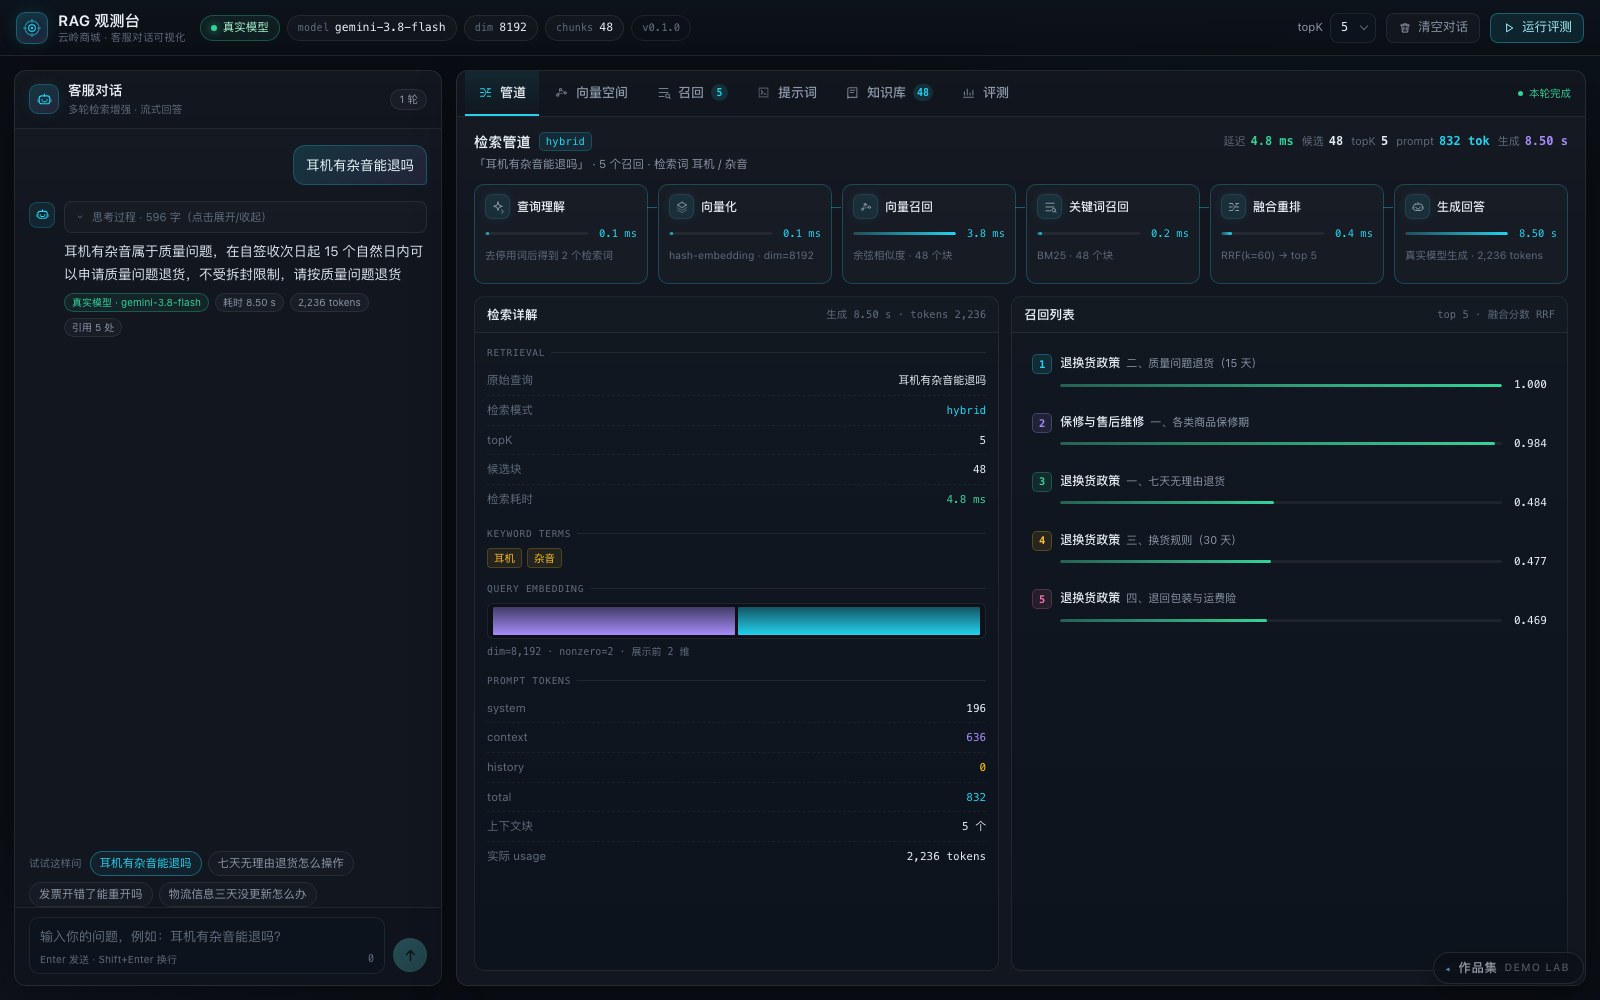 RAG 观测台
云岭商城 · 客服对话可视化
真实模型
model gemini-3.8-flash
dim 8192
chunks 48
v0.1.0
topK 5
清空对话
运行评测
客服对话
多轮检索增强 · 流式回答
1 轮
耳机有杂音能退吗
思考过程 · 596 字（点击展开/收起）
耳机有杂音属于质量问题，在自签收次日起 15 个自然日内可
以申请质量问题退货，不受拆封限制，请按质量问题退货
真实模型 · gemini-3.8-flash
耗时 8.50 s
2,236 tokens
引用 5 处
试试这样问
耳机有杂音能退吗
七天无理由退货怎么操作
发票开错了能重开吗
物流信息三天没更新怎么办
输入你的问题，例如：耳机有杂音能退吗?
Enter 发送 · Shift+Enter 换行
0
管道
向量空间
召回 5
提示词
知识库 48
评测
本轮完成
检索管道 hybrid
延迟 4.8 ms 候选 48 topK 5 prompt 832 tok 生成 8.50 s
「耳机有杂音能退吗」 · 5 个召回 · 检索词 耳机 / 杂音
查询理解
0.1 ms
去停用词后得到 2 个检索词
向量化
0.1 ms
hash-embedding · dim=8192
向量召回
3.8 ms
余弦相似度 · 48 个块
关键词召回
0.2 ms
BM25 · 48 个块
融合重排
0.4 ms
RRF(k=60) → top 5
生成回答
8.50 s
真实模型生成 · 2,236 tokens
检索详解
生成 8.50 s · tokens 2,236
RETRIEVAL
原始查询 耳机有杂音能退吗
检索模式 hybrid
topK 5
候选块 48
检索耗时 4.8 ms
KEYWORD TERMS
耳机 杂音
QUERY EMBEDDING
dim=8,192 · nonzero=2 · 展示前 2 维
PROMPT TOKENS
system 196
context 636
history 0
total 832
上下文块 5 个
实际 usage 2,236 tokens
召回列表
top 5 · 融合分数 RRF
1 退换货政策 二、质量问题退货（15 天）
1.000
2 保修与售后维修 一、各类商品保修期
0.984
3 退换货政策 一、七天无理由退货
0.484
4 退换货政策 三、换货规则（30 天）
0.477
5 退换货政策 四、退回包装与运费险
0.469
作品集 DEMO LAB